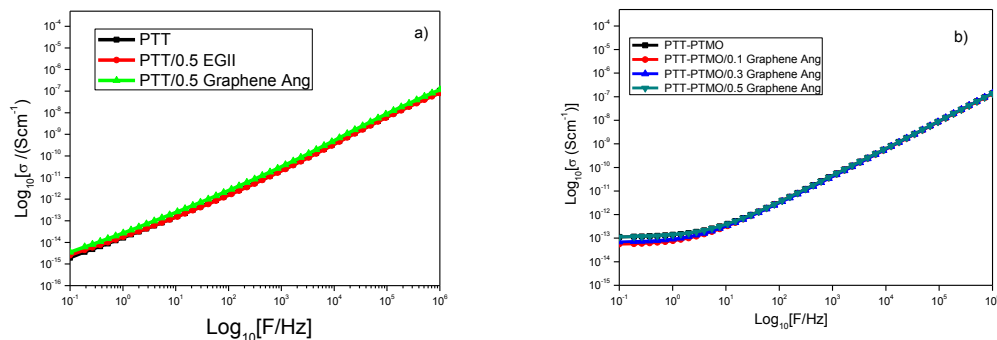 a)
PTT
PTT/0.5 EGII
PTT/0.5 Graphene Ang
Log10[σ /(Scm-1)
10-4
10-5
10-6
10-7
10-8
10-9
10-10
10-11
10-12
10-13
10-14
10-15
10-16
10-1 100 101 102 103 104 105 106
Log10[F/Hz]
b)
PTT-PTMO
PTT-PTMO/0.1 Graphene Ang
PTT-PTMO/0.3 Graphene Ang
PTT-PTMO/0.5 Graphene Ang
Log10[σ (Scm-1)]
10-4
10-5
10-6
10-7
10-8
10-9
10-10
10-11
10-12
10-13
10-14
10-15
10-1 100 101 102 103 104 105 10
Log10[F/Hz]